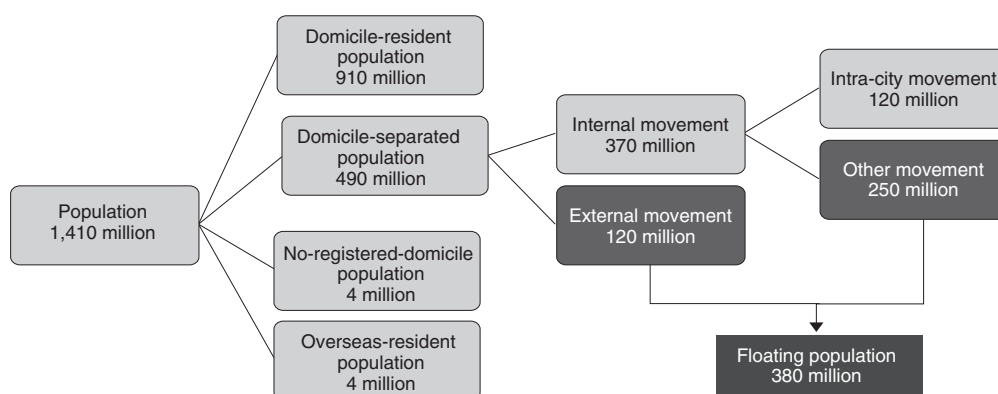 Domicile-resident
population
910 million
Intra-city movement
120 million
Domicile-separated
population
490 million
Internal movement
370 million
Other movement
250 million
Population
1,410 million
External movement
120 million
No-registered-domicile
population
4 million
Overseas-resident
population
4 million
Floating population
380 million